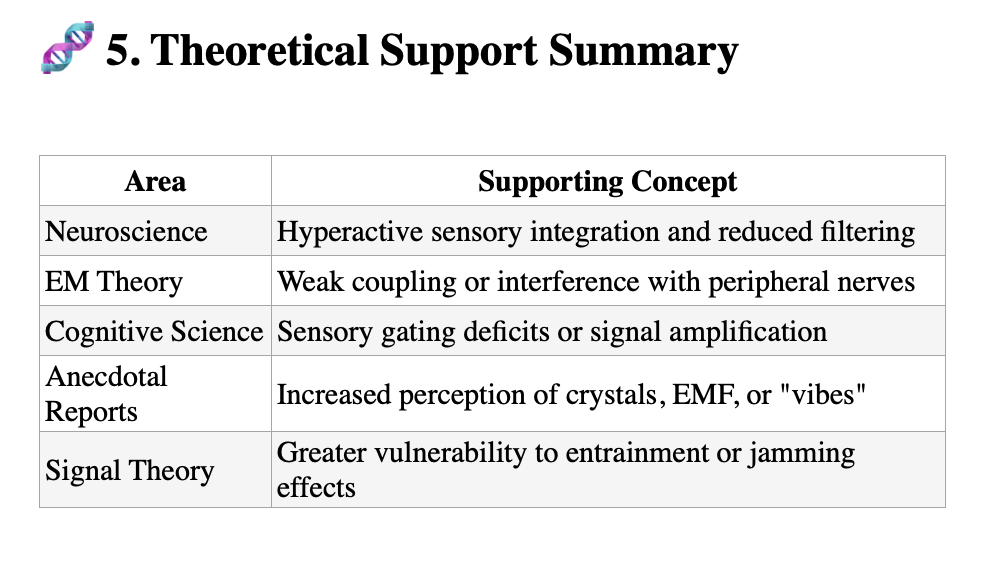 🧬 5. Theoretical Support Summary
Area Supporting Concept
Neuroscience Hyperactive sensory integration and reduced filtering
EM Theory Weak coupling or interference with peripheral nerves
Cognitive Science Sensory gating deficits or signal amplification
Anecdotal
Reports
Increased perception of crystals, EMF, or "vibes"
Signal Theory
Greater vulnerability to entrainment or jamming
effects